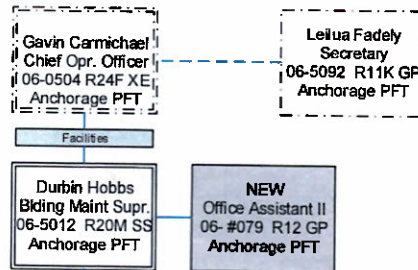 Gavin Carmichael
Chief Opr. Officer
06-0504 R24F XE
Anchorage PFT
Leilua Fadely
Secretary
06-5092 R11K GP
Anchorage PFT
Facilities
Durbin Hobbs
Blding Maint Supr.
06-5012 R20M SS
Anchorage PFT
NEW
Office Assistant II
06- #079 R12 GP
Anchorage PFT